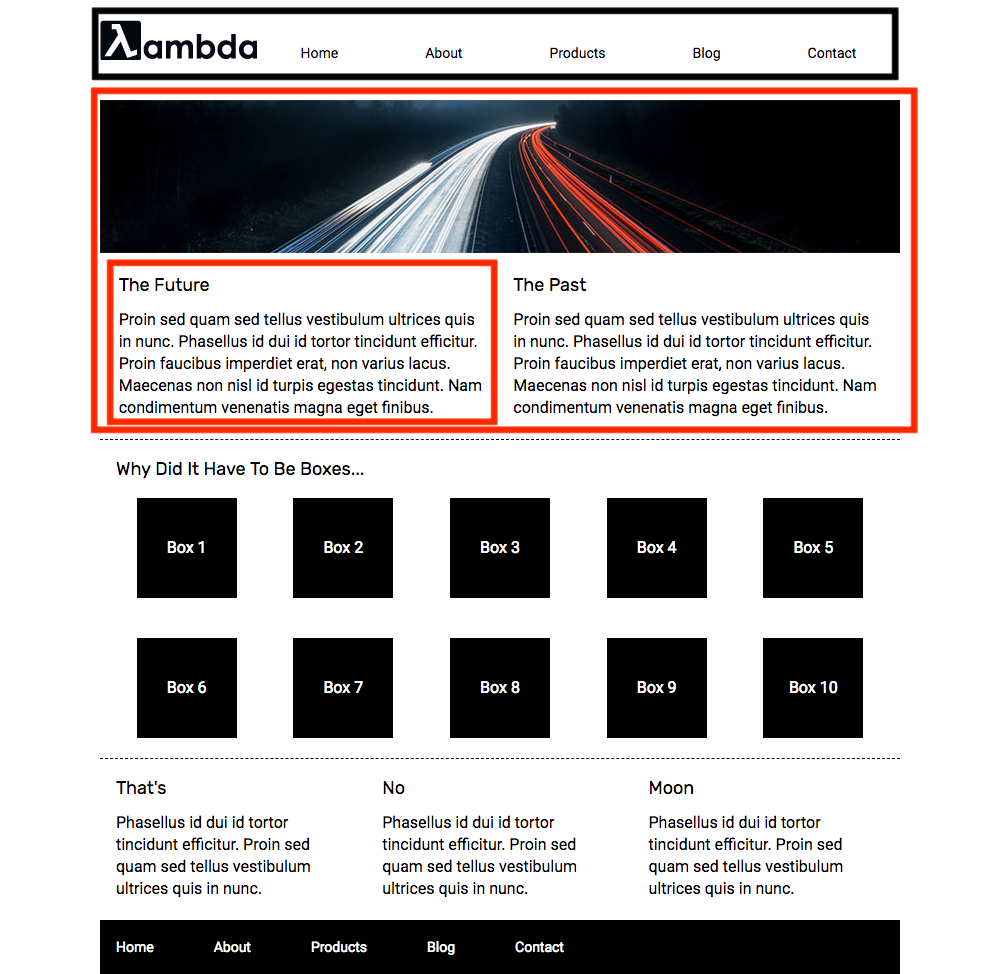 λambda
Home About Products Blog Contact
The Future
Proin sed quam sed tellus vestibulum ultrices quis
in nunc. Phasellus id dui id tortor tincidunt efficitur.
Proin faucibus imperdiet erat, non varius lacus.
Maecenas non nisl id turpis egestas tincidunt. Nam
condimentum venenatis magna eget finibus.
The Past
Proin sed quam sed tellus vestibulum ultrices quis
in nunc. Phasellus id dui id tortor tincidunt efficitur.
Proin faucibus imperdiet erat, non varius lacus.
Maecenas non nisl id turpis egestas tincidunt. Nam
condimentum venenatis magna eget finibus.
Why Did It Have To Be Boxes...
Box 1 Box 2 Box 3 Box 4 Box 5
Box 6 Box 7 Box 8 Box 9 Box 10
That's
Phasellus id dui id tortor
tincidunt efficitur. Proin sed
quam sed tellus vestibulum
ultrices quis in nunc.
No
Phasellus id dui id tortor
tincidunt efficitur. Proin sed
quam sed tellus vestibulum
ultrices quis in nunc.
Moon
Phasellus id dui id tortor
tincidunt efficitur. Proin sed
quam sed tellus vestibulum
ultrices quis in nunc.
Home About Products Blog Contact